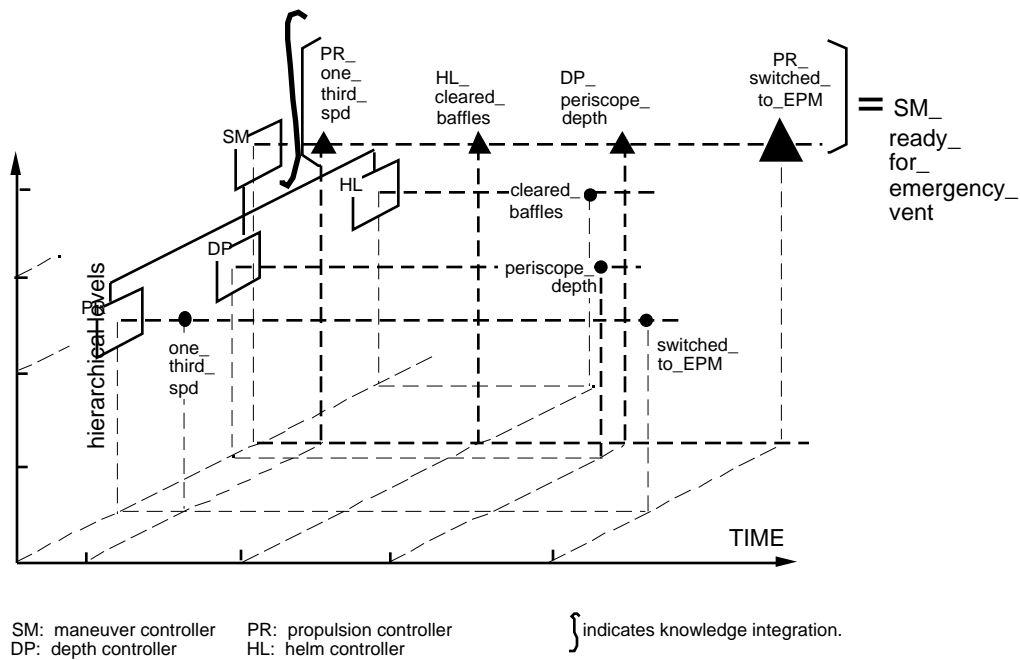 PR_
one_
third_
spd
HL_
cleared_
baffles
DP_
periscope_
depth
PR_
switched_
to_EPM
= SM_
ready_
for_
emergency_
vent
SM
HL
cleared_
baffles
DP
periscope_
depth
hierarchical levels
one_
third_
spd
switched_
to_EPM
TIME
SM: maneuver controller
PR: propulsion controller
indicates knowledge integration.
DP: depth controller
HL: helm controller